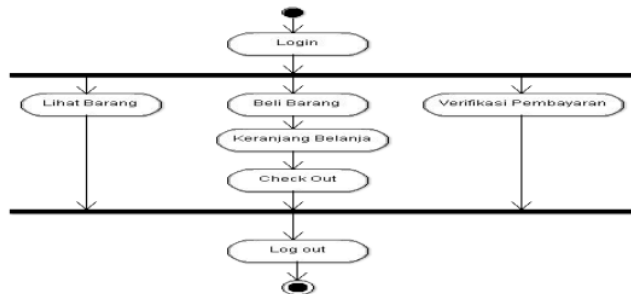 Login
Lihat Barang
Beli Barang
Verifikasi Pembayaran
Keranjang Belanja
Check Out
Log out